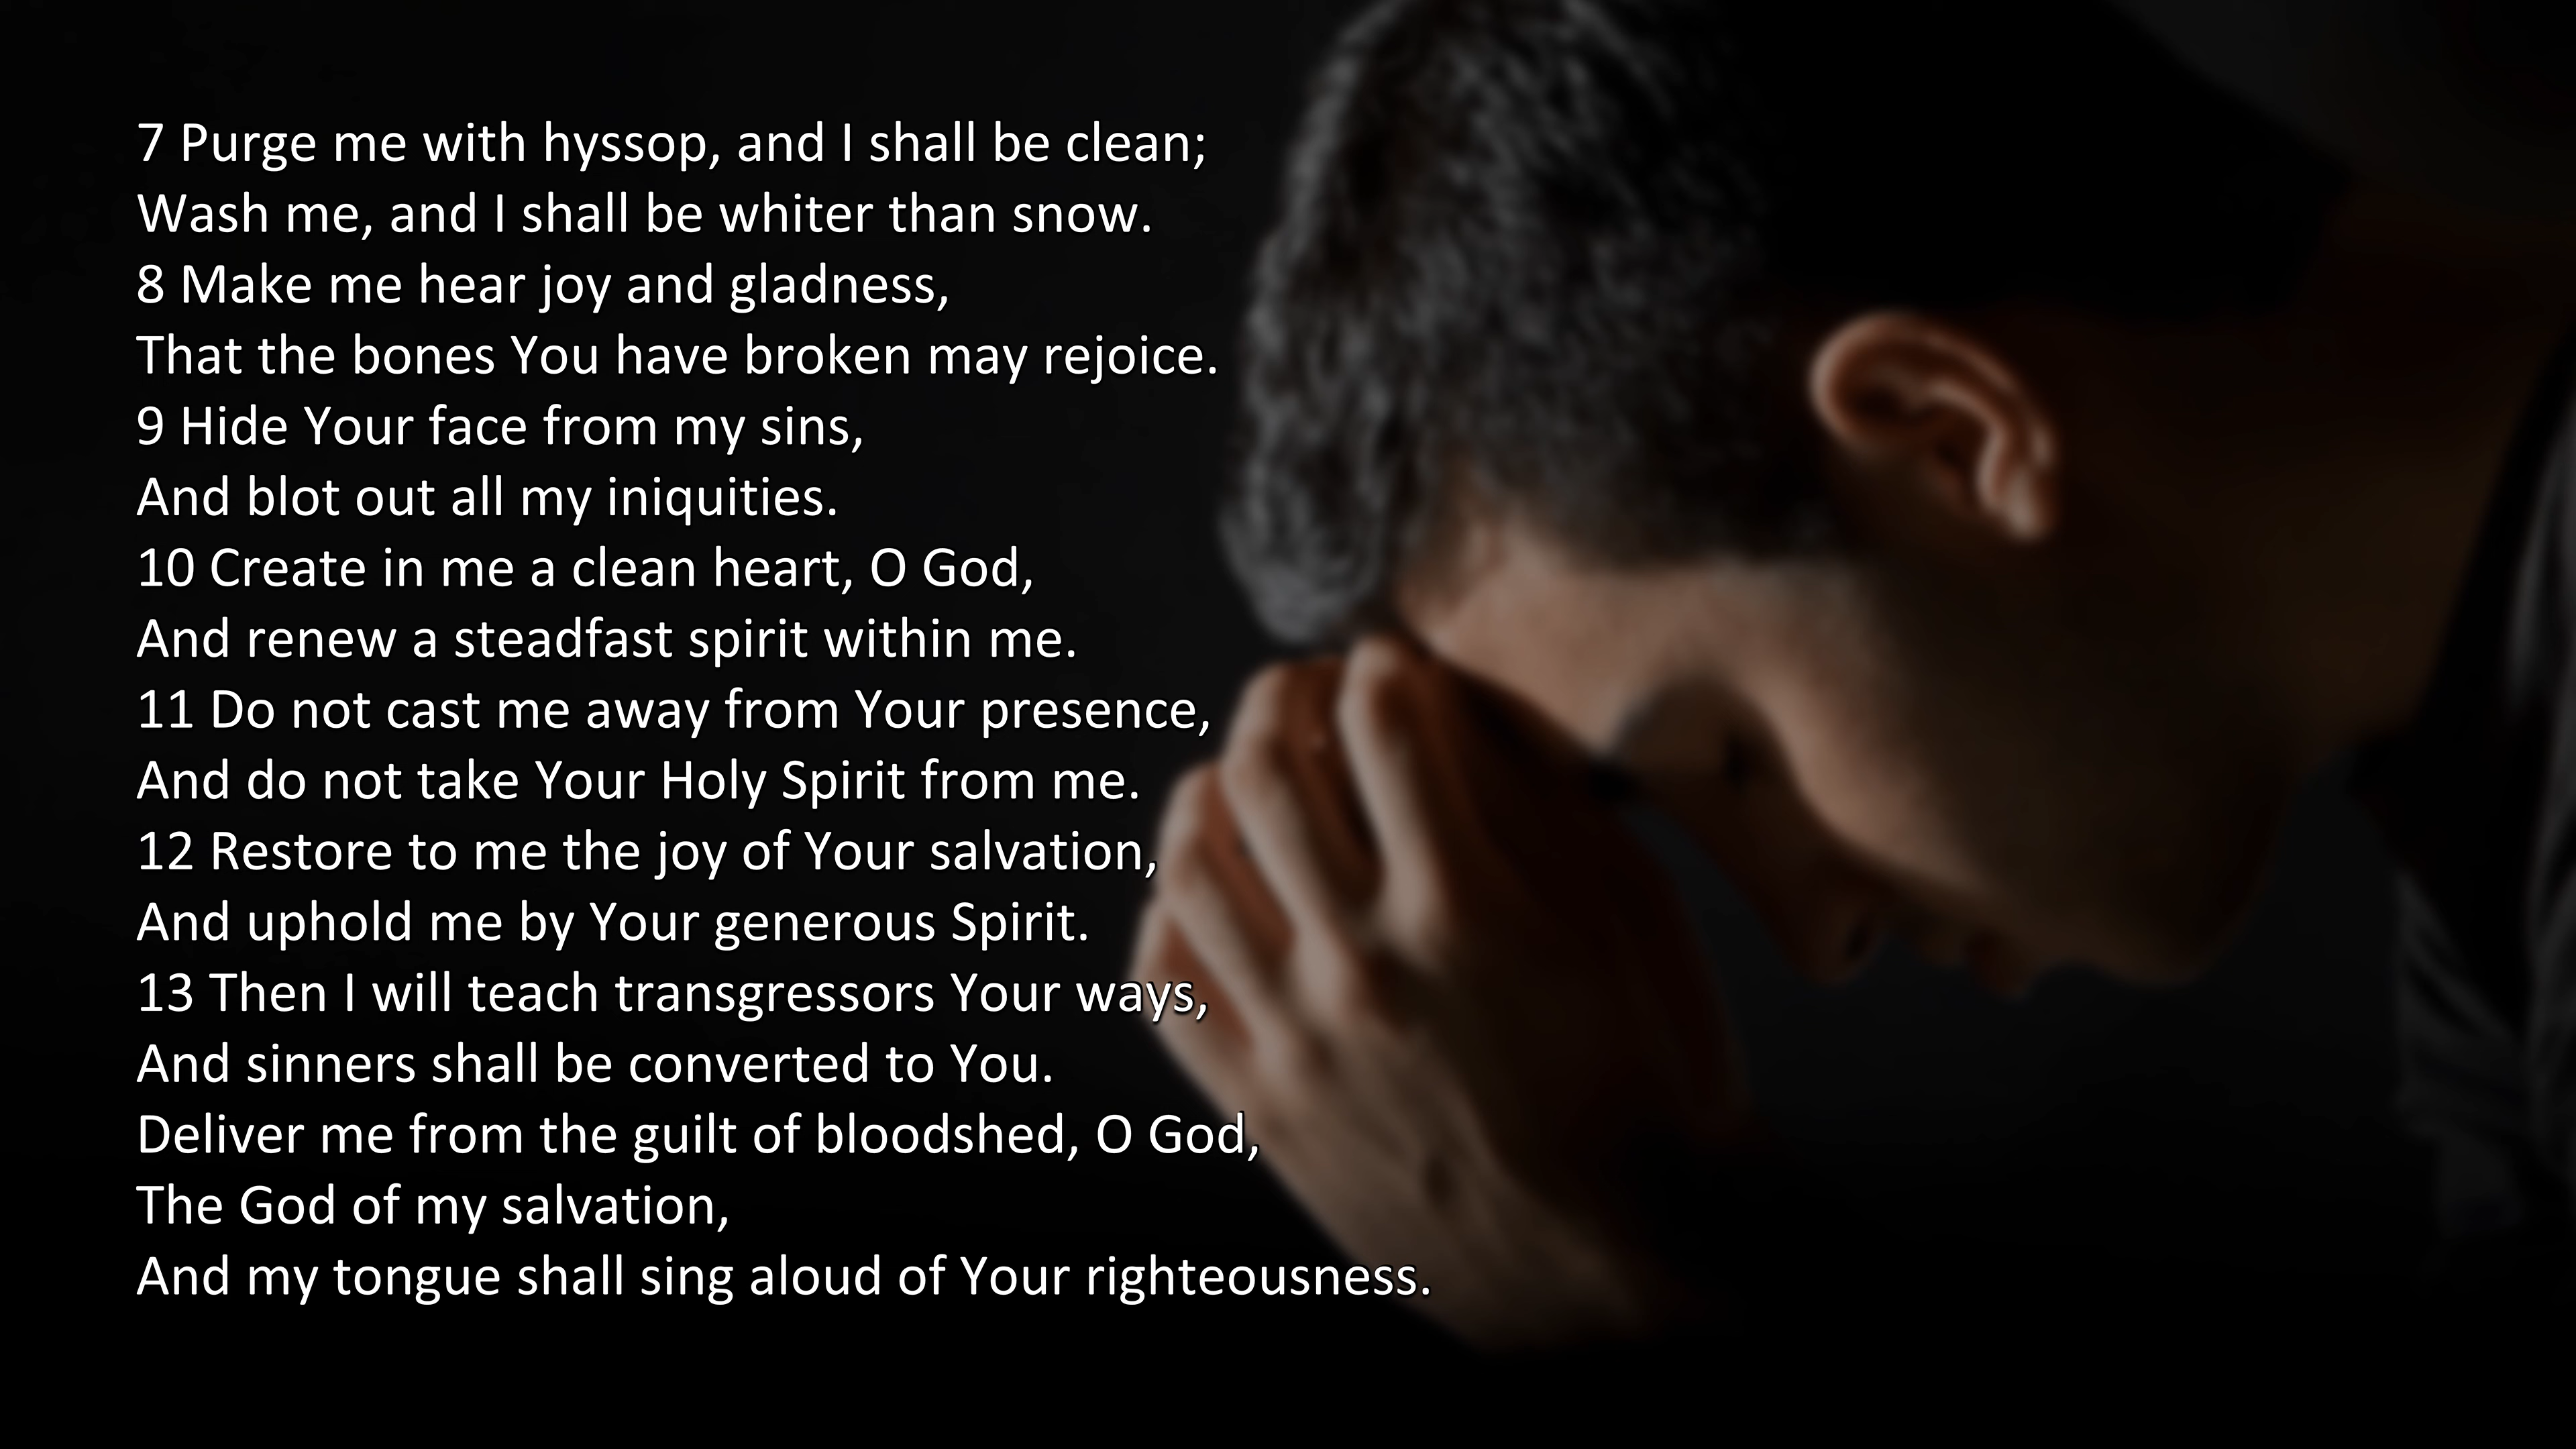 7 Purge me with hyssop, and I shall be clean;
Wash me, and I shall be whiter than snow.
8 Make me hear joy and gladness,
That the bones You have broken may rejoice.
9 Hide Your face from my sins,
And blot out all my iniquities.
10 Create in me a clean heart, O God,
And renew a steadfast spirit within me.
11 Do not cast me away from Your presence,
And do not take Your Holy Spirit from me.
12 Restore to me the joy of Your salvation,
And uphold me by Your generous Spirit.
13 Then I will teach transgressors Your ways,
And sinners shall be converted to You.
Deliver me from the guilt of bloodshed, O God,
The God of my salvation,
And my tongue shall sing aloud of Your righteousness.